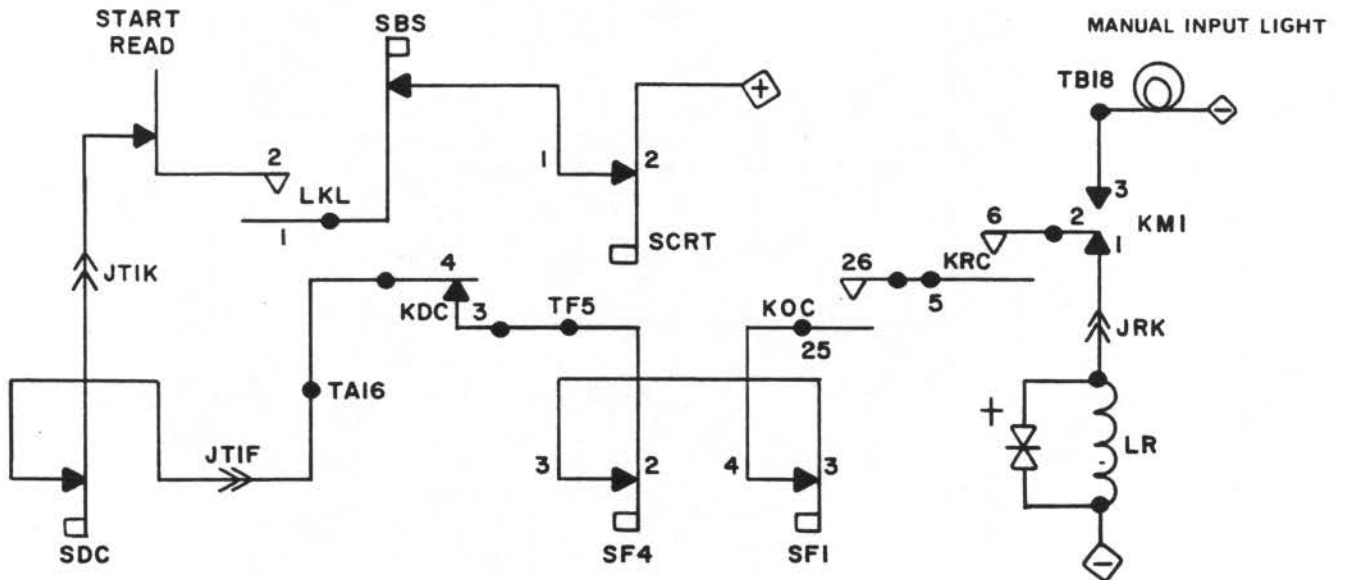 START
READ
SBS
MANUAL INPUT LIGHT
TB18
+
−
2
1
2
3
LKL
1
SCRT
6
2
1
KM1
JT1K
4
26
KRC
5
KDC
3
TF5
KOC
25
JRK
TA16
+
LR
JT1F
3
2
4
3
SDC
SF4
SF1
−